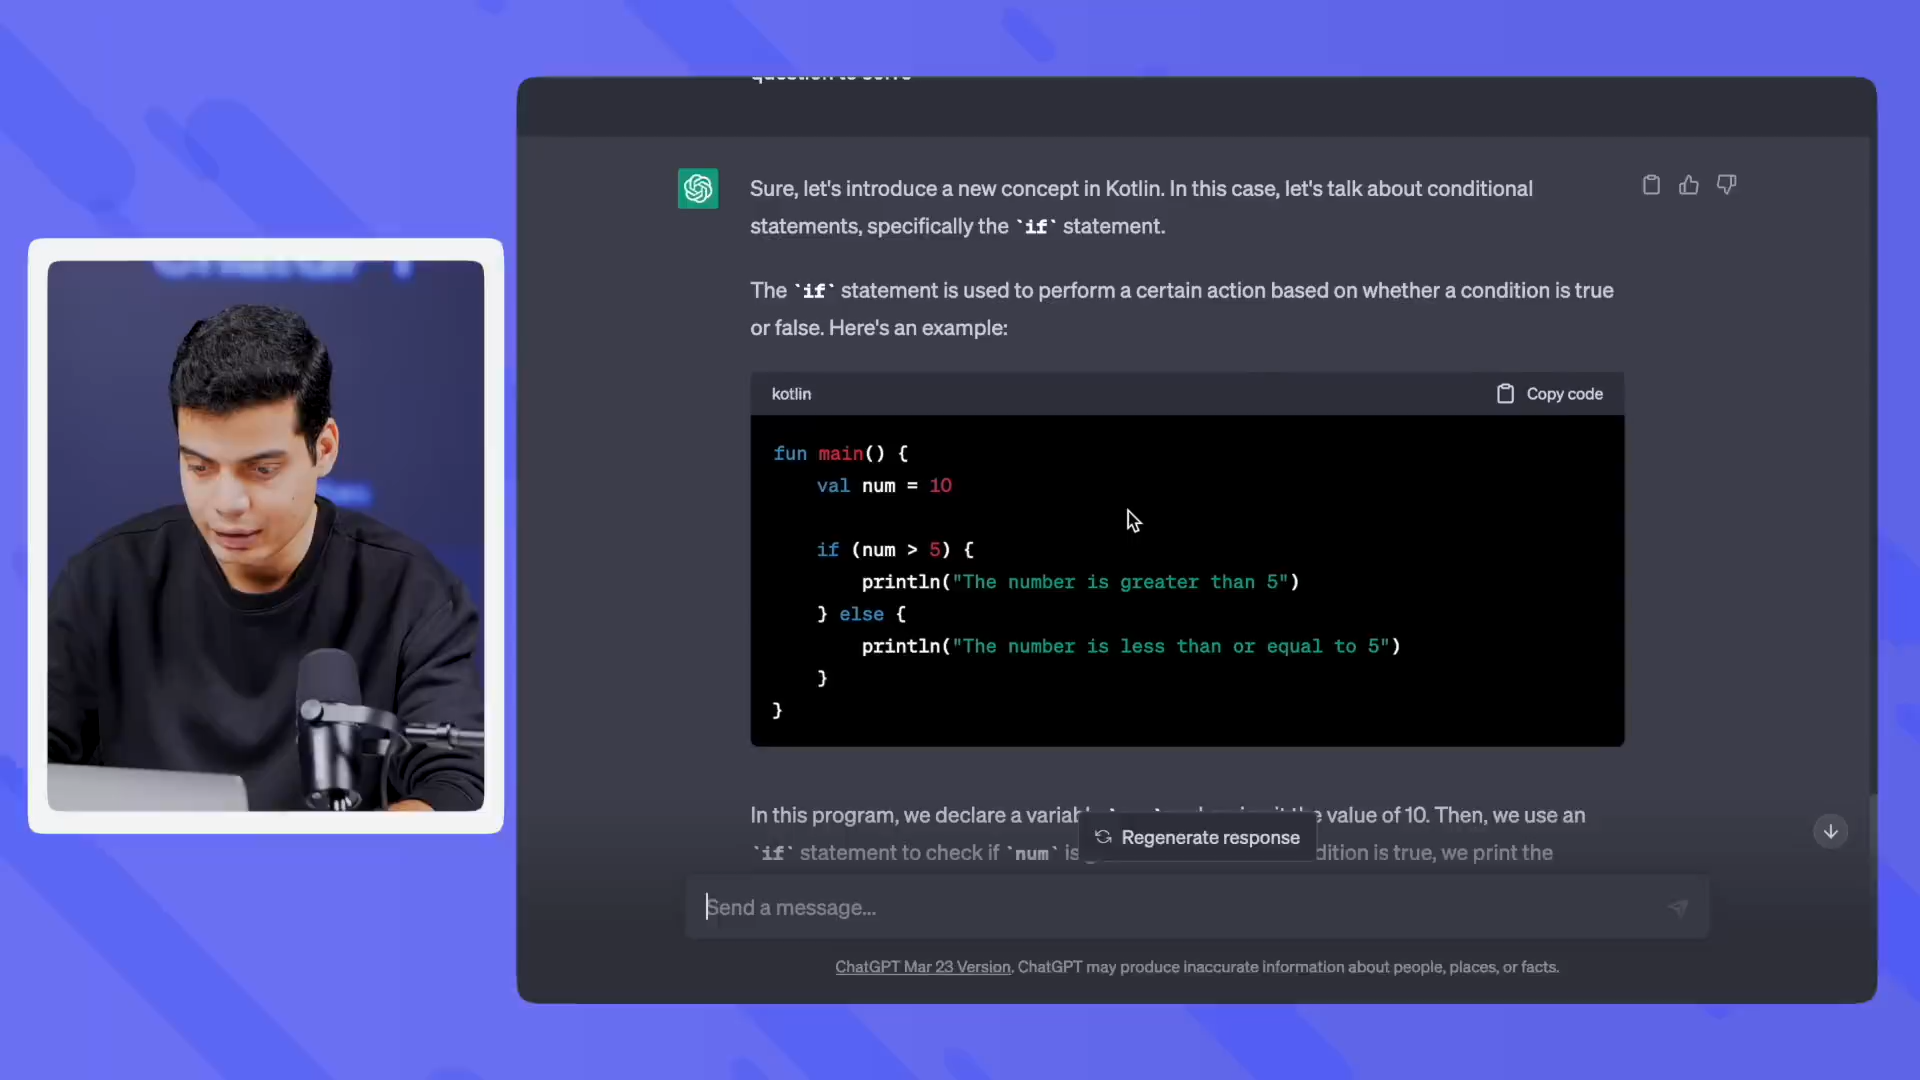 Sure, let's introduce a new concept in Kotlin. In this case, let's talk about conditional
statements, specifically the `if` statement.
The `if` statement is used to perform a certain action based on whether a condition is true
or false. Here's an example:
kotlin
Copy code
fun main() {
    val num = 10
    if (num > 5) {
        println("The number is greater than 5")
    } else {
        println("The number is less than or equal to 5")
    }
}
In this program, we declare a variable value of 10. Then, we use an
Regenerate response
`if` statement to check if `num` is condition is true, we print the
Send a message...
ChatGPT Mar 23 Version. ChatGPT may produce inaccurate information about people, places, or facts.